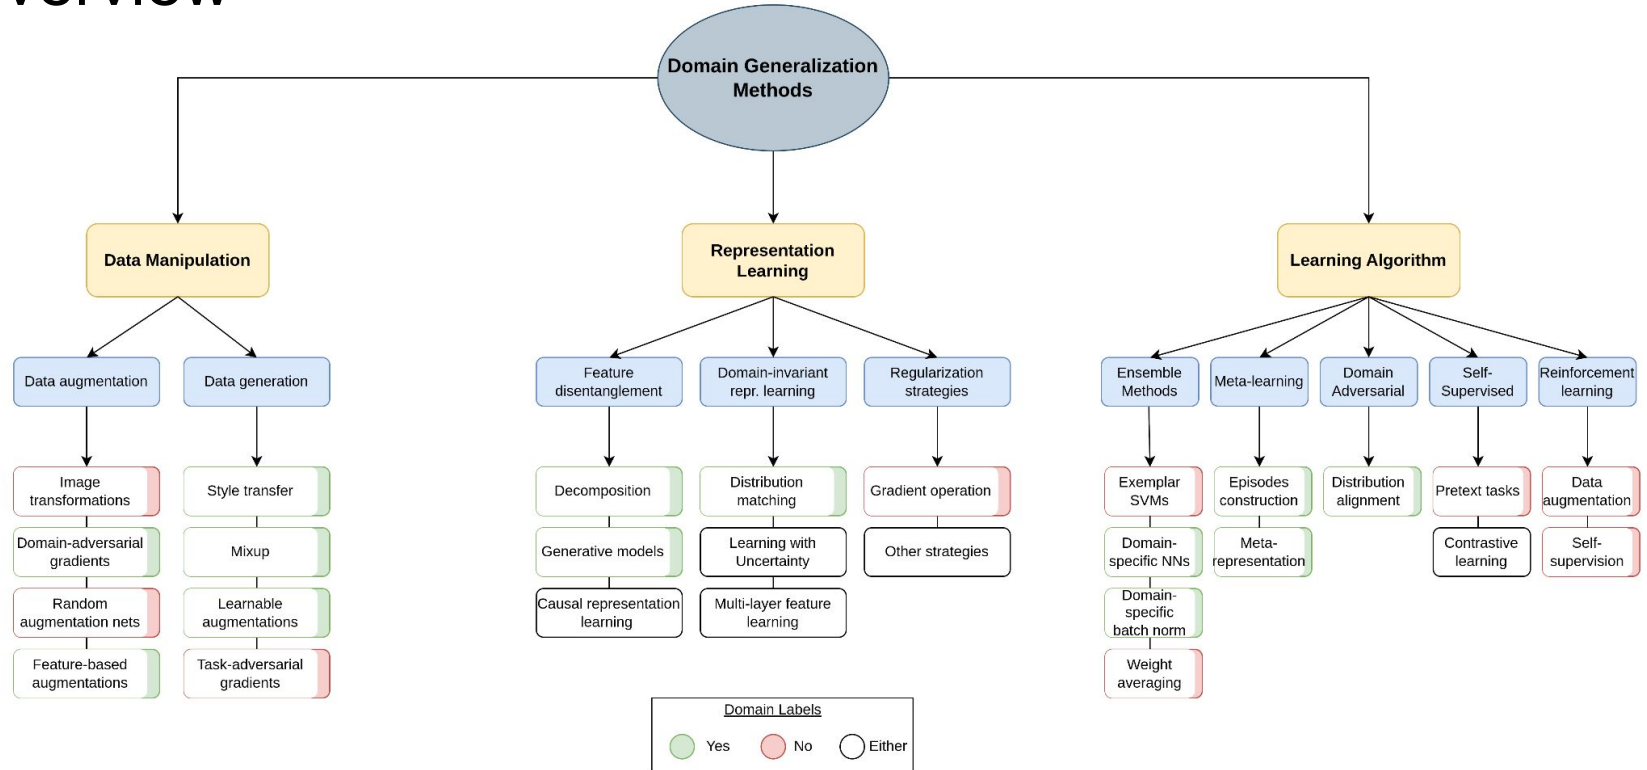 Domain Generalization
Methods
Data Manipulation
Representation
Learning
Learning Algorithm
Data augmentation
Data generation
Feature
disentanglement
Domain-invariant
repr. learning
Regularization
strategies
Ensemble
Methods
Meta-learning
Domain
Adversarial
Self-
Supervised
Reinforcement
learning
Image
transformations
Domain-adversarial
gradients
Random
augmentation nets
Feature-based
augmentations
Style transfer
Mixup
Learnable
augmentations
Task-adversarial
gradients
Decomposition
Generative models
Causal representation
learning
Distribution
matching
Learning with
Uncertainty
Multi-layer feature
learning
Gradient operation
Other strategies
Exemplar
SVMs
Domain-
specific NNs
Domain-
specific
batch norm
Weight
averaging
Episodes
construction
Meta-
representation
Distribution
alignment
Pretext tasks
Contrastive
learning
Data
augmentation
Self-
supervision
Domain Labels
Yes
No
Either